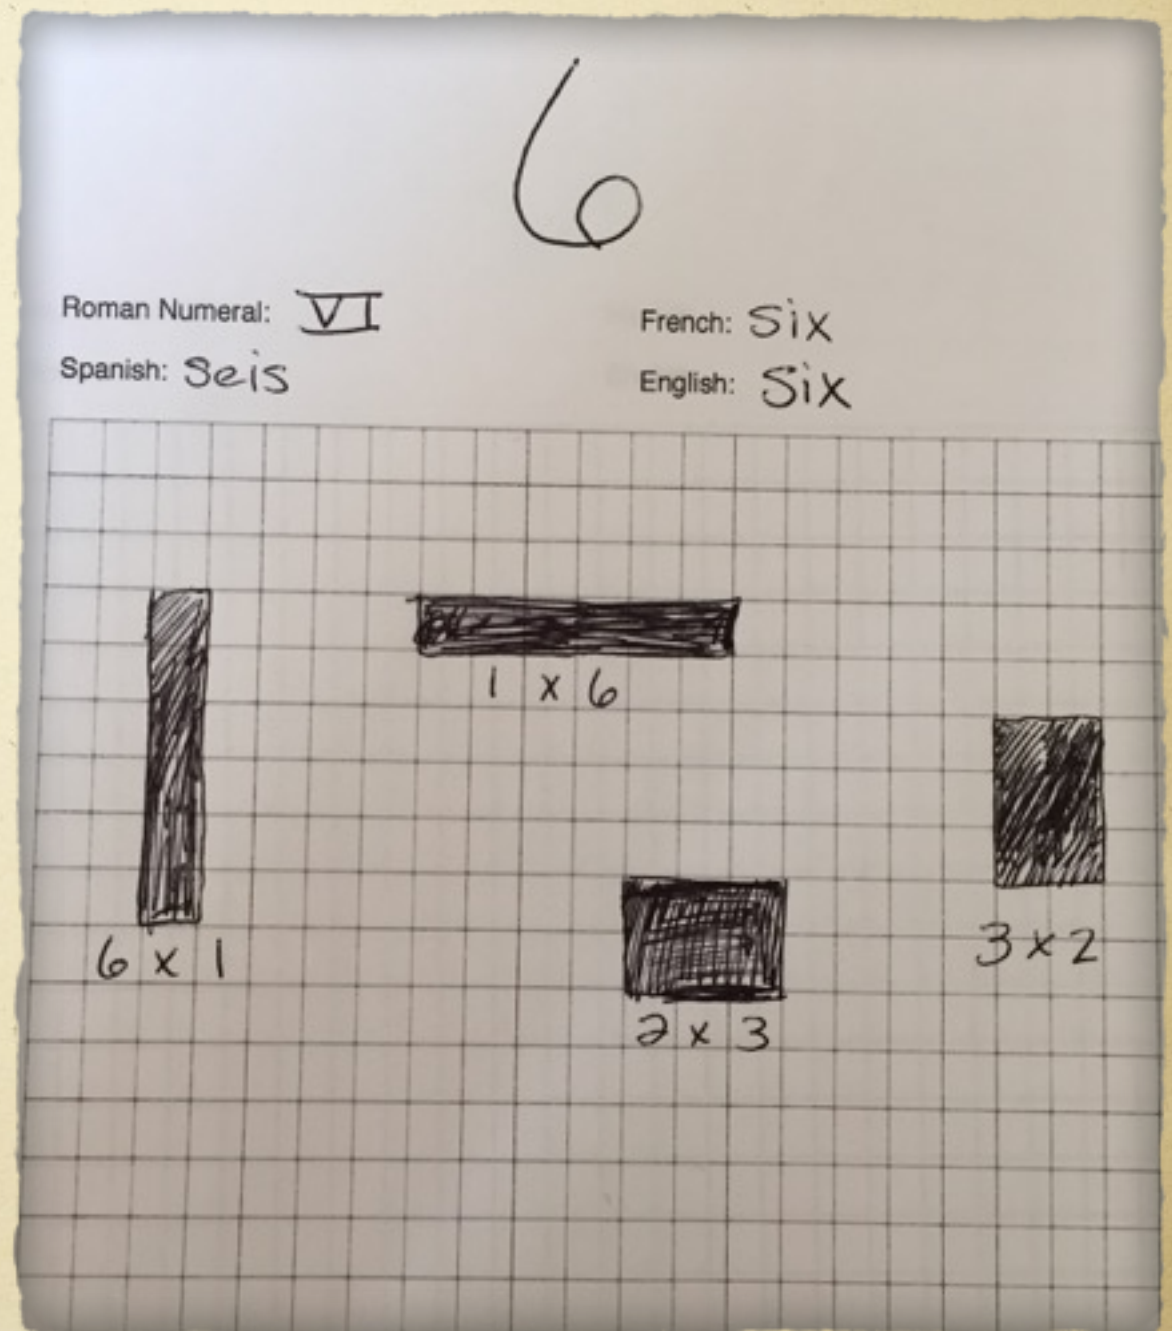 6
Roman Numeral: VI
French: Six
Spanish: Seis
English: Six
1 x 6
6 x 1
3 x 2
2 x 3